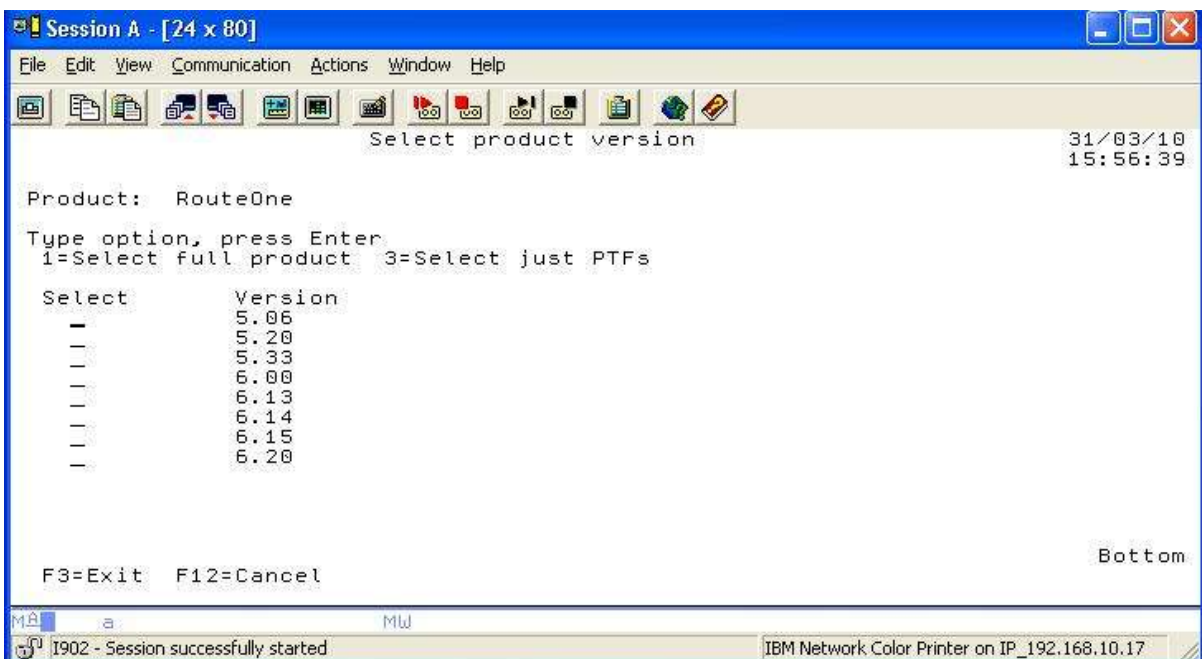 Session A - [24 x 80]
File Edit View Communication Actions Window Help
Select product version 31/03/10
15:56:39
Product: RouteOne
Type option, press Enter
1=Select full product 3=Select just PTFs
Select Version
5.06
5.20
5.33
6.00
6.13
6.14
6.15
6.20
Bottom
F3=Exit F12=Cancel
MA a MW
I902 - Session successfully started IBM Network Color Printer on IP_192.168.10.17